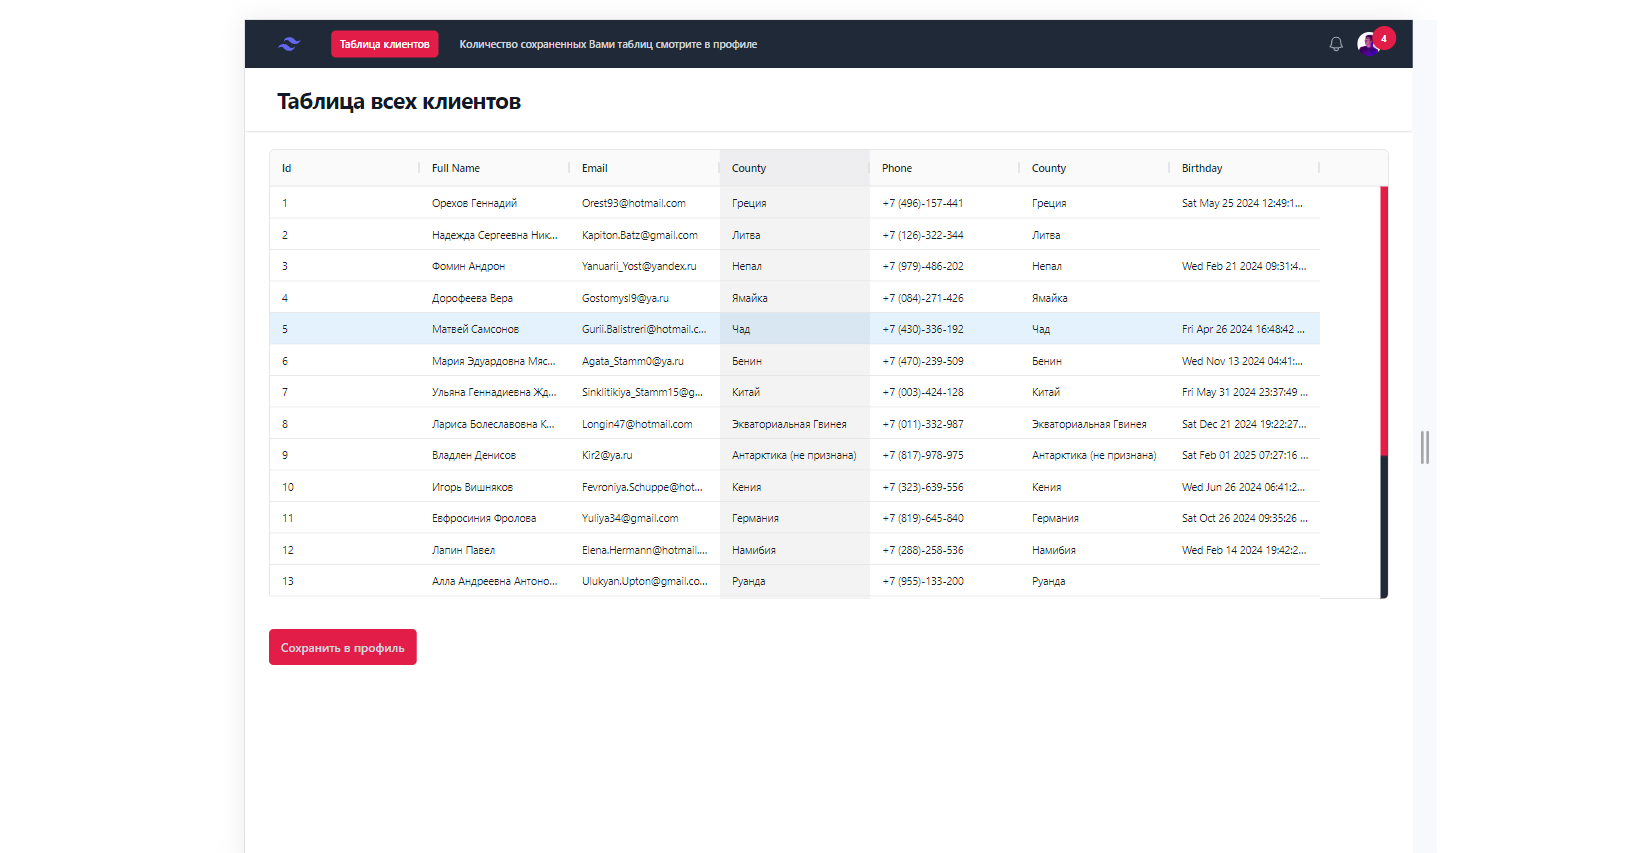 Таблица клиентов Количество сохраненных Вами таблиц смотрите в профиле 4
Таблица всех клиентов
Id Full Name Email County Phone County Birthday
1 Орехов Геннадий Orest93@hotmail.com Греция +7 (496)-157-441 Греция Sat May 25 2024 12:49:1...
2 Надежда Сергеевна Ник... Kapiton.Batz@gmail.com Литва +7 (126)-322-344 Литва
3 Фомин Андрон Yanuarii_Yost@yandex.ru Непал +7 (979)-486-202 Непал Wed Feb 21 2024 09:31:4...
4 Дорофеева Вера Gostomysl9@ya.ru Ямайка +7 (084)-271-426 Ямайка
5 Матвей Самсонов Gurii.Balistreri@hotmail.c... Чад +7 (430)-336-192 Чад Fri Apr 26 2024 16:48:42 ...
6 Мария Эдуардовна Мяс... Agata_Stamm0@ya.ru Бенин +7 (470)-239-509 Бенин Wed Nov 13 2024 04:41:...
7 Ульяна Геннадиевна Жд... Sinklitikiya_Stamm15@g... Китай +7 (003)-424-128 Китай Fri May 31 2024 23:37:49 ...
8 Лариса Болеславовна К... Longin47@hotmail.com Экваториальная Гвинея +7 (011)-332-987 Экваториальная Гвинея Sat Dec 21 2024 19:22:27...
9 Владлен Денисов Kir2@ya.ru Антарктика (не признана) +7 (817)-978-975 Антарктика (не признана) Sat Feb 01 2025 07:27:16 ...
10 Игорь Вишняков Fevroniya.Schuppe@hot... Кения +7 (323)-639-556 Кения Wed Jun 26 2024 06:41:2...
11 Евфросиния Фролова Yuliya34@gmail.com Германия +7 (819)-645-840 Германия Sat Oct 26 2024 09:35:26 ...
12 Лапин Павел Elena.Hermann@hotmail.... Намибия +7 (288)-258-536 Намибия Wed Feb 14 2024 19:42:2...
13 Алла Андреевна Антоно... Ulukyan.Upton@gmail.co... Руанда +7 (955)-133-200 Руанда
Сохранить в профиль